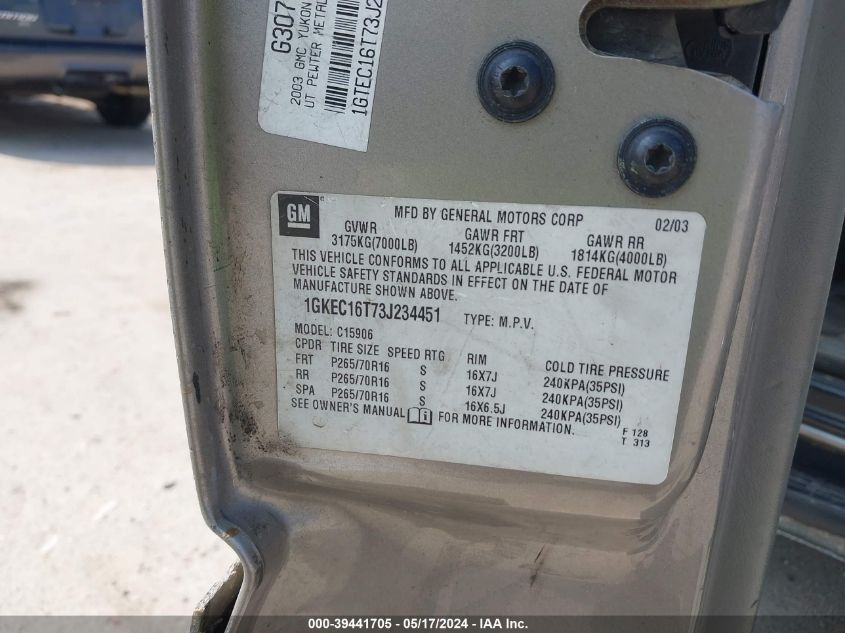 G307
2003 GMC YUKON
UT PEWTER METAL
1GTEC16T73J2
GM
MFD BY GENERAL MOTORS CORP 02/03
GVWR GAWR FRT GAWR RR
3175KG(7000LB) 1452KG(3200LB) 1814KG(4000LB)
THIS VEHICLE CONFORMS TO ALL APPLICABLE U.S. FEDERAL MOTOR
VEHICLE SAFETY STANDARDS IN EFFECT ON THE DATE OF
MANUFACTURE SHOWN ABOVE.
1GKEC16T73J234451 TYPE: M.P.V.
MODEL: C15906
CPDR TIRE SIZE SPEED RTG RIM COLD TIRE PRESSURE
FRT P265/70R16 S 16X7J 240KPA(35PSI)
RR P265/70R16 S 16X7J 240KPA(35PSI)
SPA P265/70R16 S 16X6.5J 240KPA(35PSI)
SEE OWNER'S MANUAL FOR MORE INFORMATION.
F 128
T 313
000-39441705 - 05/17/2024 - IAA Inc.